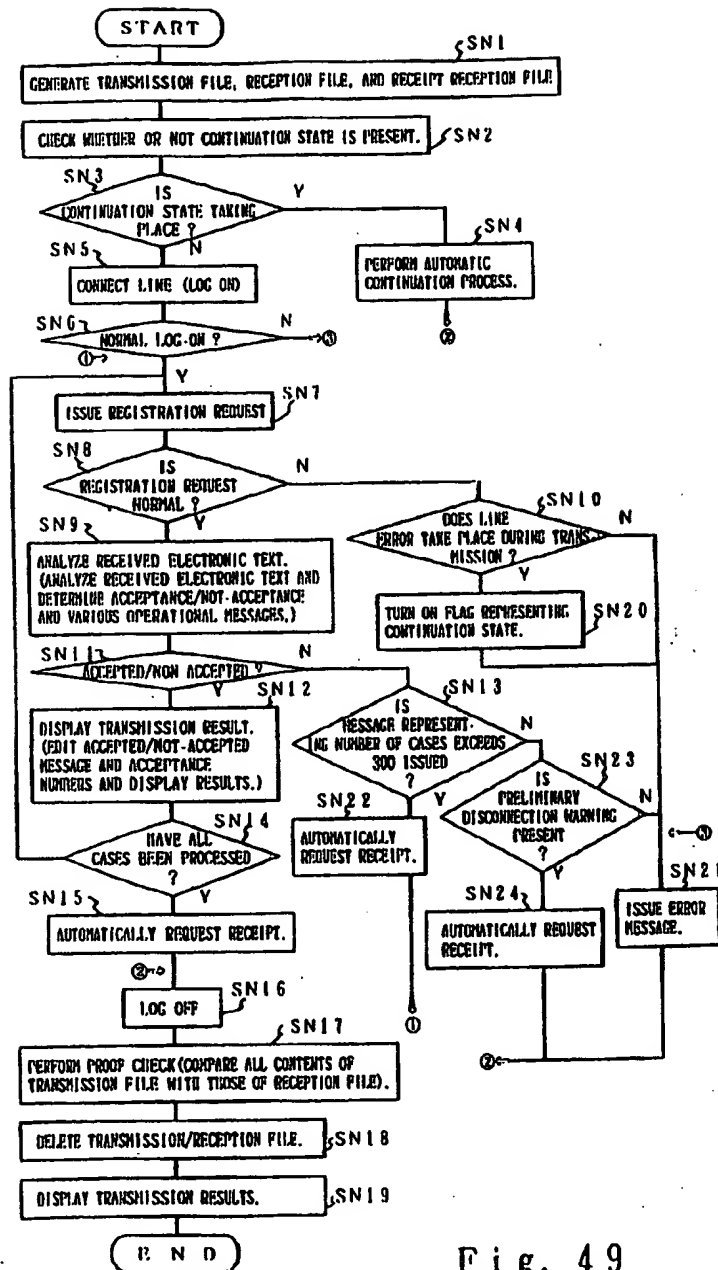 START
SN1
GENERATE TRANSMISSION FILE, RECEPTION FILE, AND RECEIPT RECEPTION FILE
CHECK WHETHER OR NOT CONTINUATION STATE IS PRESENT.
SN2
SN3
IS
CONTINUATION STATE TAKING
PLACE ?
Y
N
SN4
PERFORM AUTOMATIC
CONTINUATION PROCESS.
②
SN5
CONNECT LINE (LOG ON)
SN6
NORMAL LOG-ON ?
N
③
①
Y
ISSUE REGISTRATION REQUEST
SN7
SN8
IS
REGISTRATION REQUEST
NORMAL ?
N
Y
SN10
DOES LINE
ERROR TAKE PLACE DURING TRANS-
MISSION ?
N
Y
TURN ON FLAG REPRESENTING
CONTINUATION STATE.
SN20
SN9
ANALYZE RECEIVED ELECTRONIC TEXT.
(ANALYZE RECEIVED ELECTRONIC TEXT AND
DETERMINE ACCEPTANCE/NOT-ACCEPTANCE
AND VARIOUS OPERATIONAL MESSAGES.)
SN11
ACCEPTED/NON ACCEPTED ?
N
Y
SN12
DISPLAY TRANSMISSION RESULT.
(EDIT ACCEPTED/NOT-ACCEPTED
MESSAGE AND ACCEPTANCE
NUMBERS AND DISPLAY RESULTS.)
SN13
IS
MESSAGE REPRESENT-
ING NUMBER OF CASES EXCEEDS
300 ISSUED
?
N
Y
SN22
AUTOMATICALLY
REQUEST RECEIPT.
①
SN23
IS
PRELIMINARY
DISCONNECTION WARNING
PRESENT
?
N
Y
③
SN24
AUTOMATICALLY REQUEST
RECEIPT.
SN21
ISSUE ERROR
MESSAGE.
②
SN14
HAVE ALL
CASES BEEN PROCESSED
?
Y
SN15
AUTOMATICALLY REQUEST RECEIPT.
②
LOG OFF
SN16
SN17
PERFORM PROOF CHECK(COMPARE ALL CONTENTS OF
TRANSMISSION FILE WITH THOSE OF RECEPTION FILE).
DELETE TRANSMISSION/RECEPTION FILE.
SN18
DISPLAY TRANSMISSION RESULTS.
SN19
END
Fig. 49